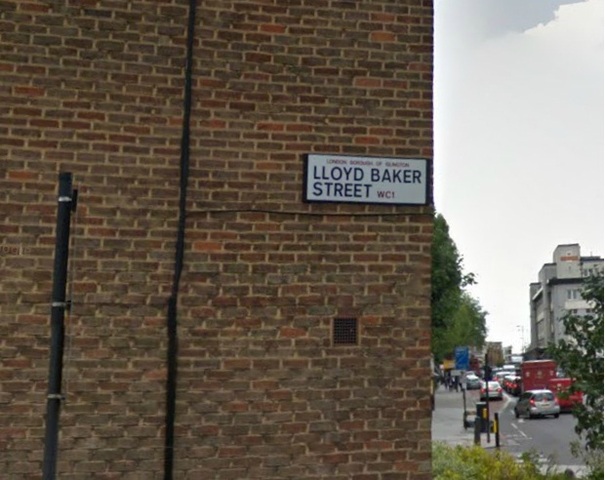 LONDON BOROUGH OF ISLINGTON
LLOYD BAKER
STREET WC1